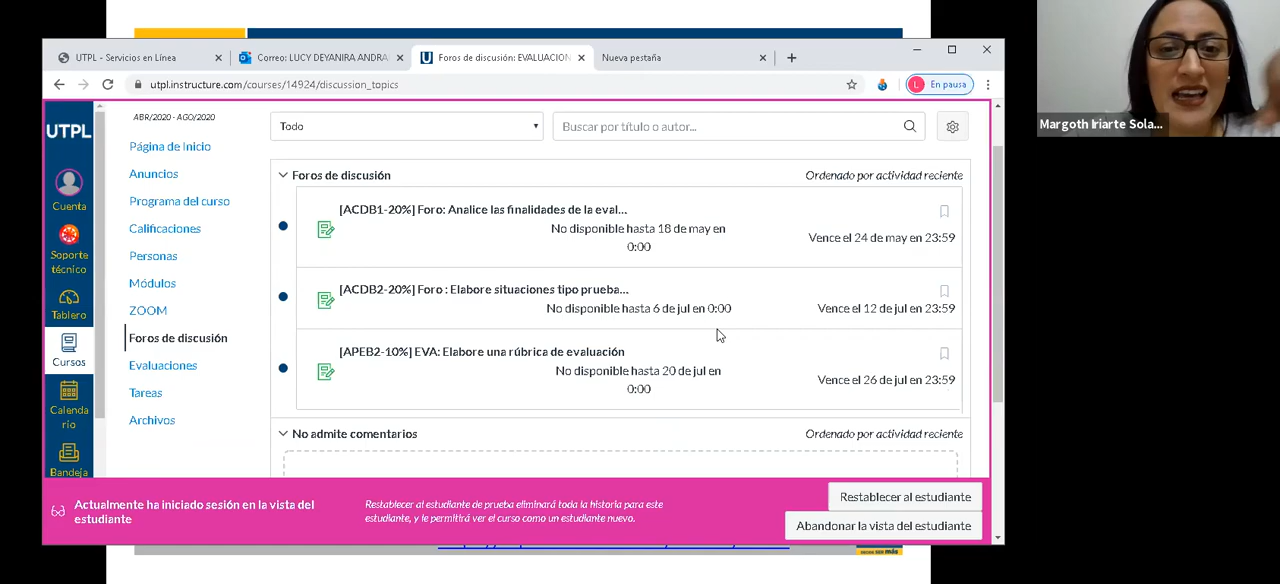 UTPL - Servicios en Línea
Correo: LUCY DEYANIRA ANDRA
Foros de discusión: EVALUACION
Nueva pestaña
utpl.instructure.com/courses/14924/discussion_topics
L En pausa
Margoth Iriarte Sola...
UTPL
Cuenta
Soporte
técnico
Tablero
Cursos
Calenda
rio
Bandeja
ABR/2020 - AGO/2020
Página de Inicio
Anuncios
Programa del curso
Calificaciones
Personas
Módulos
ZOOM
Foros de discusión
Evaluaciones
Tareas
Archivos
Todo
Buscar por título o autor...
Foros de discusión
Ordenado por actividad reciente
[ACDB1-20%] Foro: Analice las finalidades de la eval...
No disponible hasta 18 de may en
0:00
Vence el 24 de may en 23:59
[ACDB2-20%] Foro : Elabore situaciones tipo prueba...
No disponible hasta 6 de jul en 0:00
Vence el 12 de jul en 23:59
[APEB2-10%] EVA: Elabore una rúbrica de evaluación
No disponible hasta 20 de jul en
0:00
Vence el 26 de jul en 23:59
No admite comentarios
Ordenado por actividad reciente
Actualmente ha iniciado sesión en la vista del
estudiante
Restablecer al estudiante de prueba eliminará toda la historia para este
estudiante, y le permitirá ver el curso como un estudiante nuevo.
Restablecer al estudiante
Abandonar la vista del estudiante